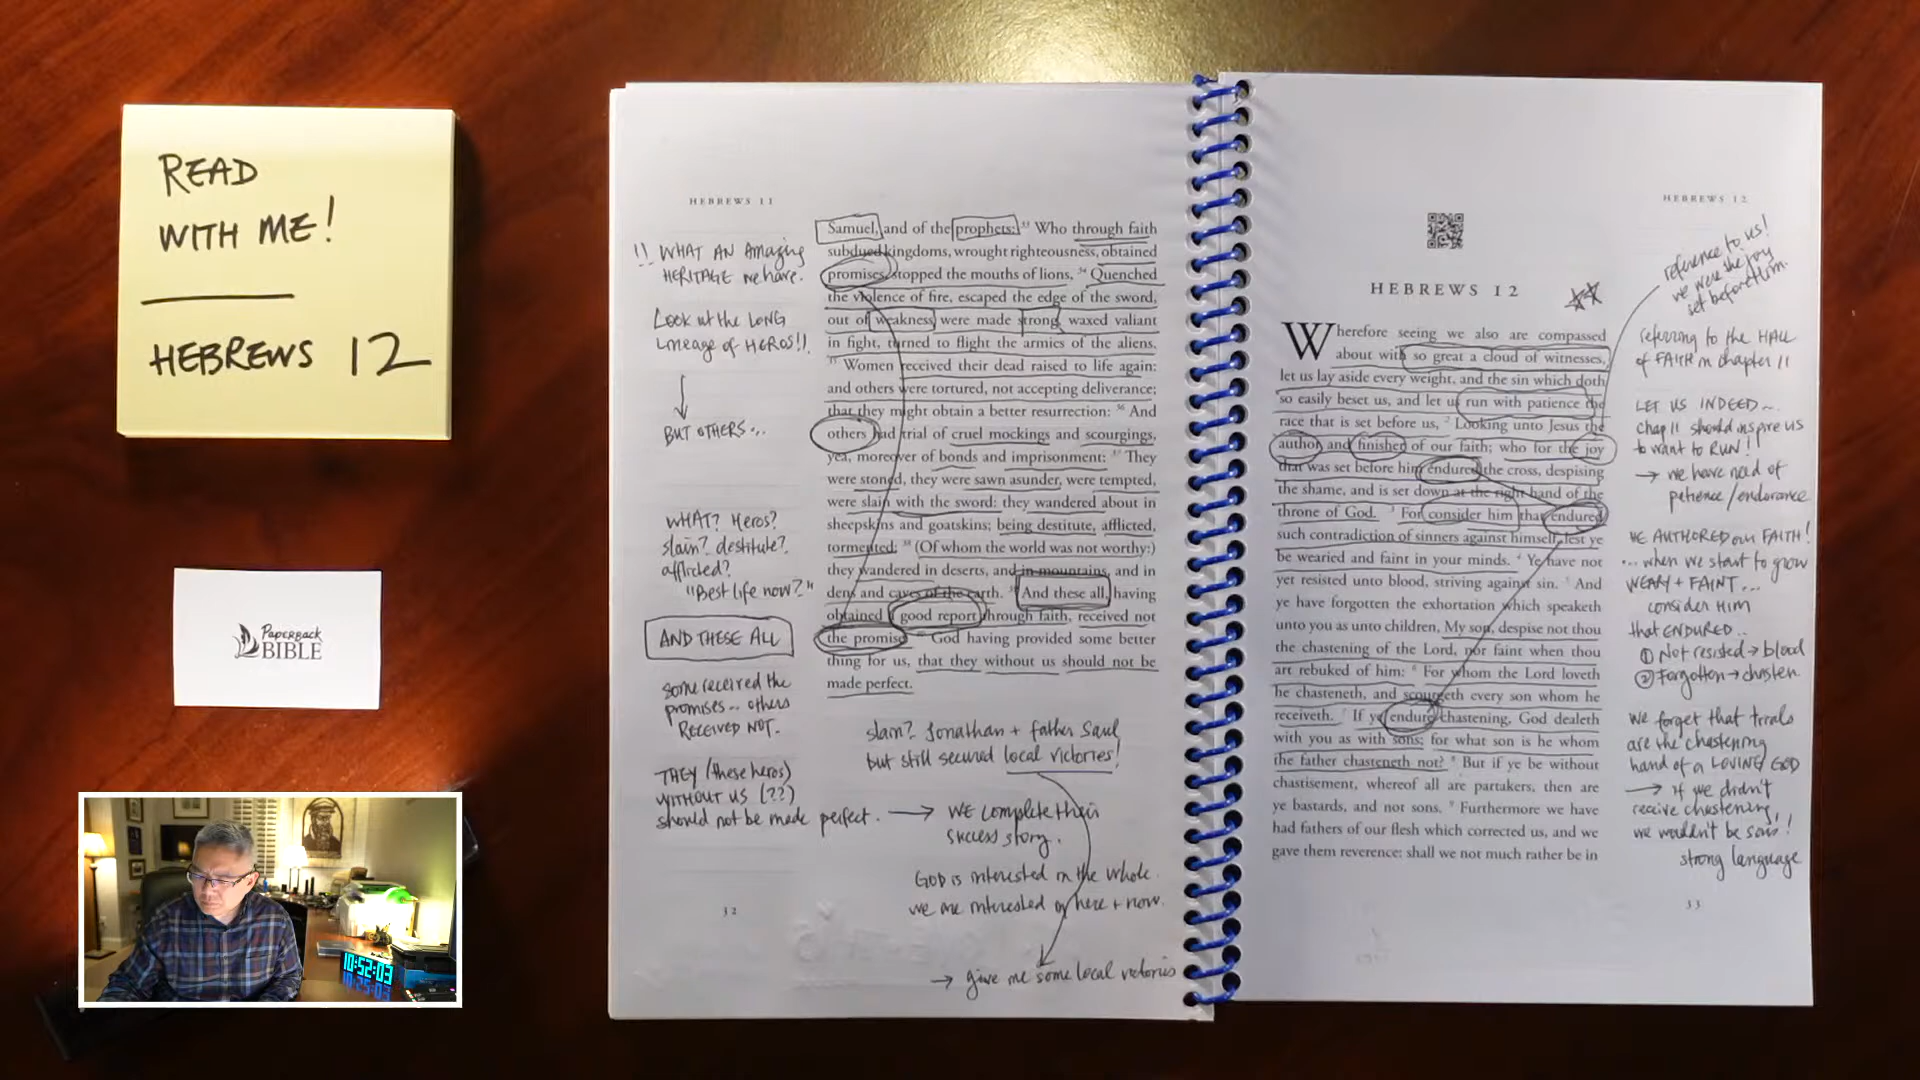 READ
WITH ME!
HEBREWS 12
Paperback
BIBLE
10:52:03
HEBREWS 11
!! WHAT AN Amazing
HERITAGE we have.
Look at the LONG
Lineage of HEROS!!
BUT OTHERS...
WHAT? Heros?
slain? destitute?
afflicted?
"Best life now?"
AND THESE ALL
some received the
promises.. others
RECEIVED NOT.
THEY (these heros)
WITHOUT US (??)
should not be made perfect. → WE complete their
success story.
Samuel, and of the prophets: 33 Who through faith
subdued kingdoms, wrought righteousness, obtained
promises, stopped the mouths of lions, 34 Quenched
the violence of fire, escaped the edge of the sword,
out of weakness were made strong, waxed valiant
in fight, turned to flight the armies of the aliens.
35 Women received their dead raised to life again:
and others were tortured, not accepting deliverance;
that they might obtain a better resurrection: 36 And
others had trial of cruel mockings and scourgings,
yea, moreover of bonds and imprisonment: 37 They
were stoned, they were sawn asunder, were tempted,
were slain with the sword: they wandered about in
sheepskins and goatskins; being destitute, afflicted,
tormented; 38 (Of whom the world was not worthy:)
they wandered in deserts, and in mountains, and in
dens and caves of the earth. 39 And these all, having
obtained good report through faith, received not
the promise: 40 God having provided some better
thing for us, that they without us should not be
made perfect.
slain? Jonathan + father Saul
but still secured local victories!
GOD is interested in the whole.
we are interested in here + now.
→ give me some local victories
32
HEBREWS 12
HEBREWS 12
Wherefore seeing we also are compassed
about with so great a cloud of witnesses,
let us lay aside every weight, and the sin which doth
so easily beset us, and let us run with patience the
race that is set before us, 2 Looking unto Jesus the
author and finisher of our faith; who for the joy
that was set before him endured the cross, despising
the shame, and is set down at the right hand of the
throne of God. 3 For consider him that endured
such contradiction of sinners against himself, lest ye
be wearied and faint in your minds. 4 Ye have not
yet resisted unto blood, striving against sin. 5 And
ye have forgotten the exhortation which speaketh
unto you as unto children, My son, despise not thou
the chastening of the Lord, nor faint when thou
art rebuked of him: 6 For whom the Lord loveth
he chasteneth, and scourgeth every son whom he
receiveth. 7 If ye endure chastening, God dealeth
with you as with sons; for what son is he whom
the father chasteneth not? 8 But if ye be without
chastisement, whereof all are partakers, then are
ye bastards, and not sons. 9 Furthermore we have
had fathers of our flesh which corrected us, and we
gave them reverence: shall we not much rather be in
reference to us!
we were the joy
set before Him.
referring to the HALL
of FAITH in chapter 11
LET US INDEED~
chap 11 should inspire us
to want to RUN!
→ we have need of
patience/endurance
HE AUTHORED our FAITH!
... when we start to grow
WEARY + FAINT...
consider HIM
that ENDURED..
① Not resisted → blood
② Forgotten → chasten.
we forget that trials
are the chastening
hand of a LOVING GOD
→ if we didn't
receive chastening,
we wouldn't be sons!
strong language
33